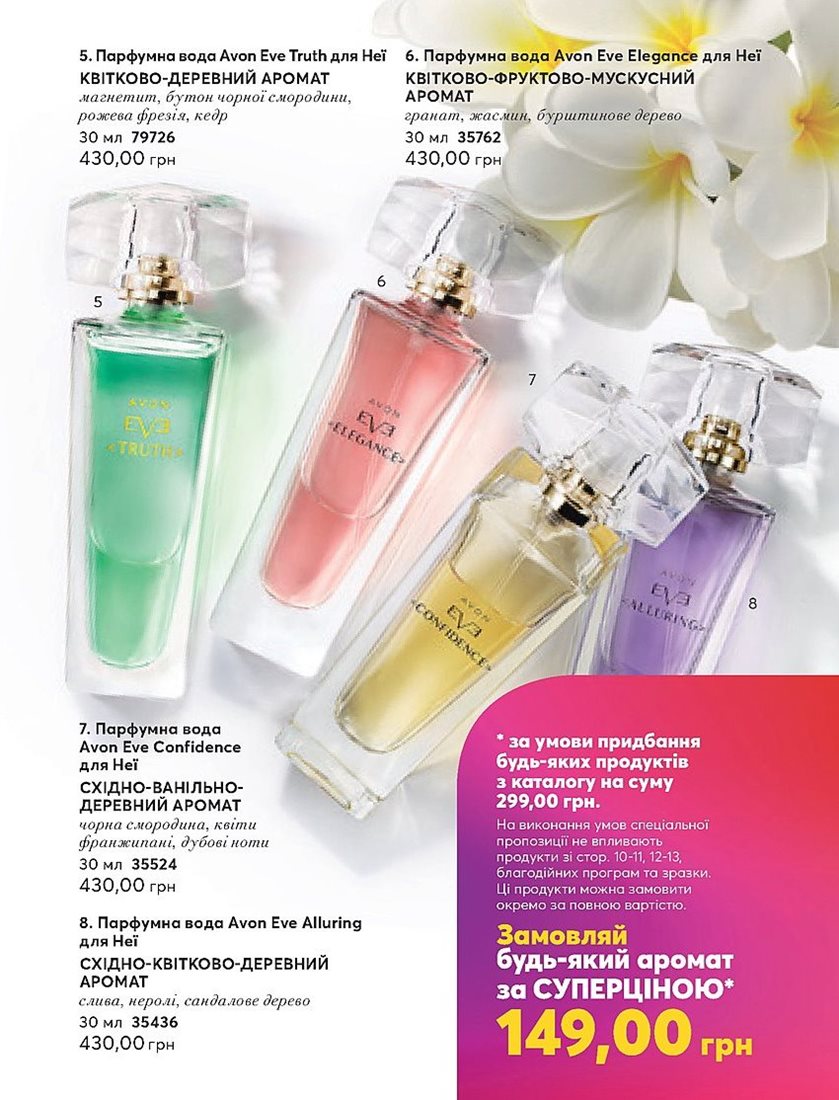 5. Парфумна вода Avon Eve Truth для Неї
КВІТКОВО-ДЕРЕВНИЙ АРОМАТ
магнетит, бутон чорної смородини,
рожева фрезія, кедр
30 мл 79726
430,00 грн
6. Парфумна вода Avon Eve Elegance для Неї
КВІТКОВО-ФРУКТОВО-МУСКУСНИЙ
АРОМАТ
гранат, жасмин, бурштинове дерево
30 мл 35762
430,00 грн
5
AVON
EVE
<TRUTH>
6
AVON
EVE
<ELEGANCE>
7
AVON
EVE
<CONFIDENCE>
AVON
EVE
<ALLURING>
8
7. Парфумна вода
Avon Eve Confidence
для Неї
СХІДНО-ВАНІЛЬНО-
ДЕРЕВНИЙ АРОМАТ
чорна смородина, квіти
франжипані, дубові ноти
30 мл 35524
430,00 грн
8. Парфумна вода Avon Eve Alluring
для Неї
СХІДНО-КВІТКОВО-ДЕРЕВНИЙ
АРОМАТ
слива, неролі, сандалове дерево
30 мл 35436
430,00 грн
* за умови придбання
будь-яких продуктів
з каталогу на суму
299,00 грн.
На виконання умов спеціальної
пропозиції не впливають
продукти зі стор. 10-11, 12-13,
благодійних програм та зразки.
Ці продукти можна замовити
окремо за повною вартістю.
Замовляй
будь-який аромат
за СУПЕРЦІНОЮ*
149,00 грн